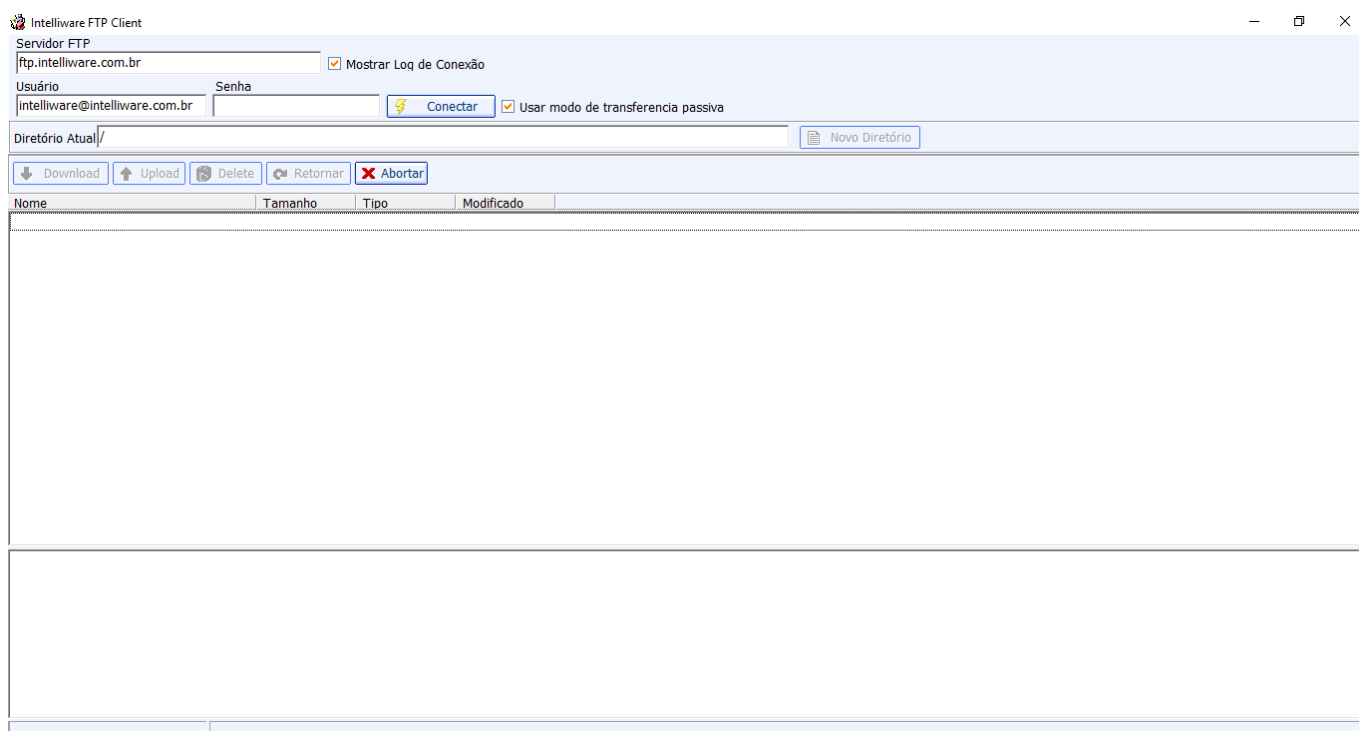 Intelliware FTP Client
Servidor FTP
ftp.intelliware.com.br Mostrar Log de Conexão
Usuário Senha
intelliware@intelliware.com.br Conectar Usar modo de transferencia passiva
Diretório Atual / Novo Diretório
Download Upload Delete Retornar Abortar
Nome Tamanho Tipo Modificado